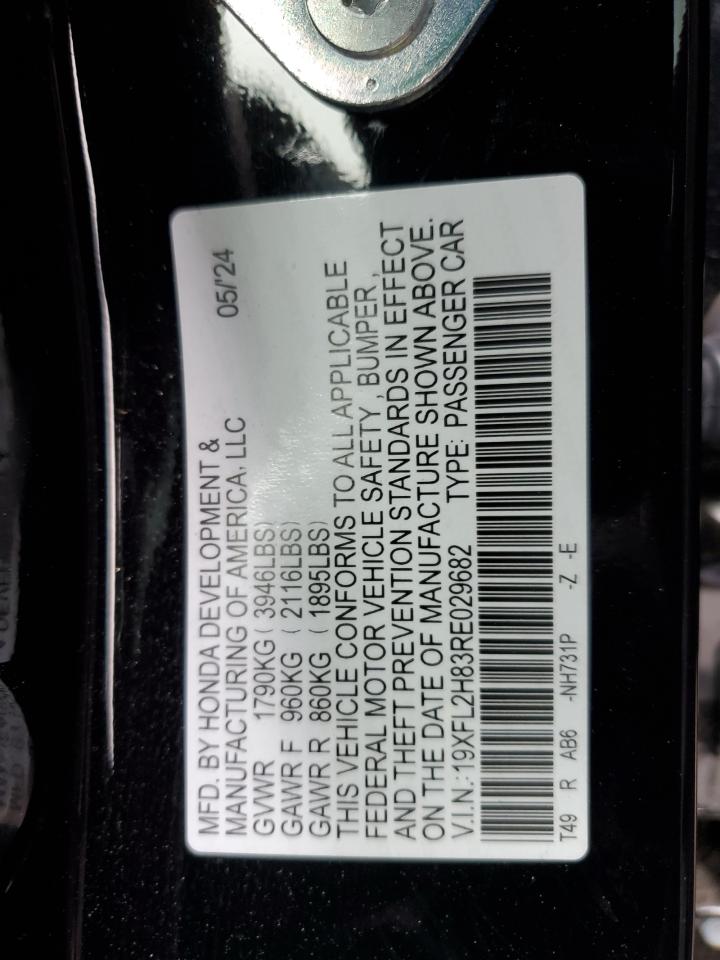 MFD. BY HONDA DEVELOPMENT &
MANUFACTURING OF AMERICA, LLC 05/'24
GVWR 1790KG ( 3946LBS)
GAWR F 960KG ( 2116LBS)
GAWR R 860KG ( 1895LBS)
THIS VEHICLE CONFORMS TO ALL APPLICABLE
FEDERAL MOTOR VEHICLE SAFETY, BUMPER,
AND THEFT PREVENTION STANDARDS IN EFFECT
ON THE DATE OF MANUFACTURE SHOWN ABOVE.
V.I.N.: 19XFL2H83RE029682 TYPE: PASSENGER CAR
T49 R AB6 -NH731P -Z -E